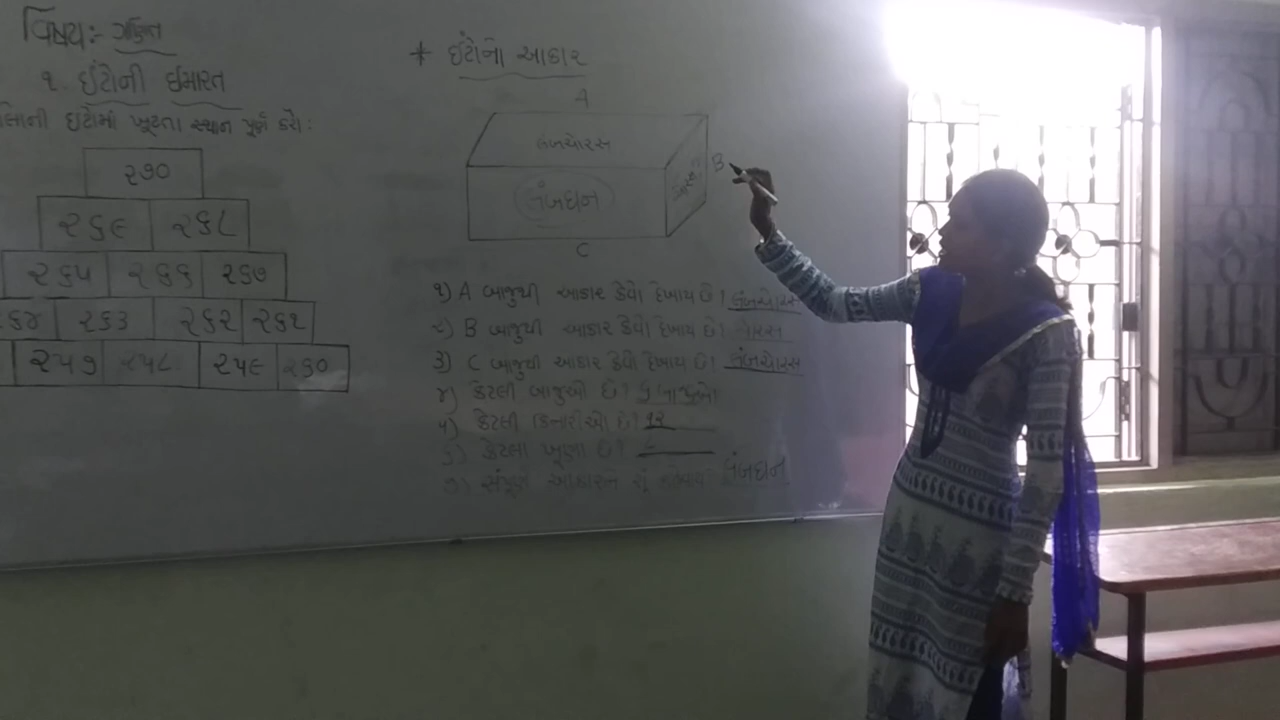 વિષય:- ગણિત
૧. ઈંટોની ઈમારત
ઇંટોમાં ખૂટતા સ્થાન પૂર્ણ કરો:
૨૭૦
૨૬૯ ૨૬૮
૨૬૫ ૨૬૬ ૨૬૭
૨૬૪ ૨૬૩ ૨૬૨ ૨૬૧
૨૫૭ ૨૫૮ ૨૫૯ ૨૬૦
* ઈંટોનો આકાર
A
લંબચોરસ
B
ચોરસ
લંબઘન
C
૧) A બાજુથી આકાર કેવો દેખાય છે? લંબચોરસ
૨) B બાજુથી આકાર કેવો દેખાય છે? ચોરસ
૩) C બાજુથી આકાર કેવો દેખાય છે? લંબચોરસ
૪) કેટલી બાજુઓ છે? ૬ બાજુઓ
૫) કેટલી કિનારીઓ છે? ૧૨
૬) કેટલા ખૂણા છે? ૮
૭) સંપૂર્ણ આકારને શું કહેવાય લંબઘન